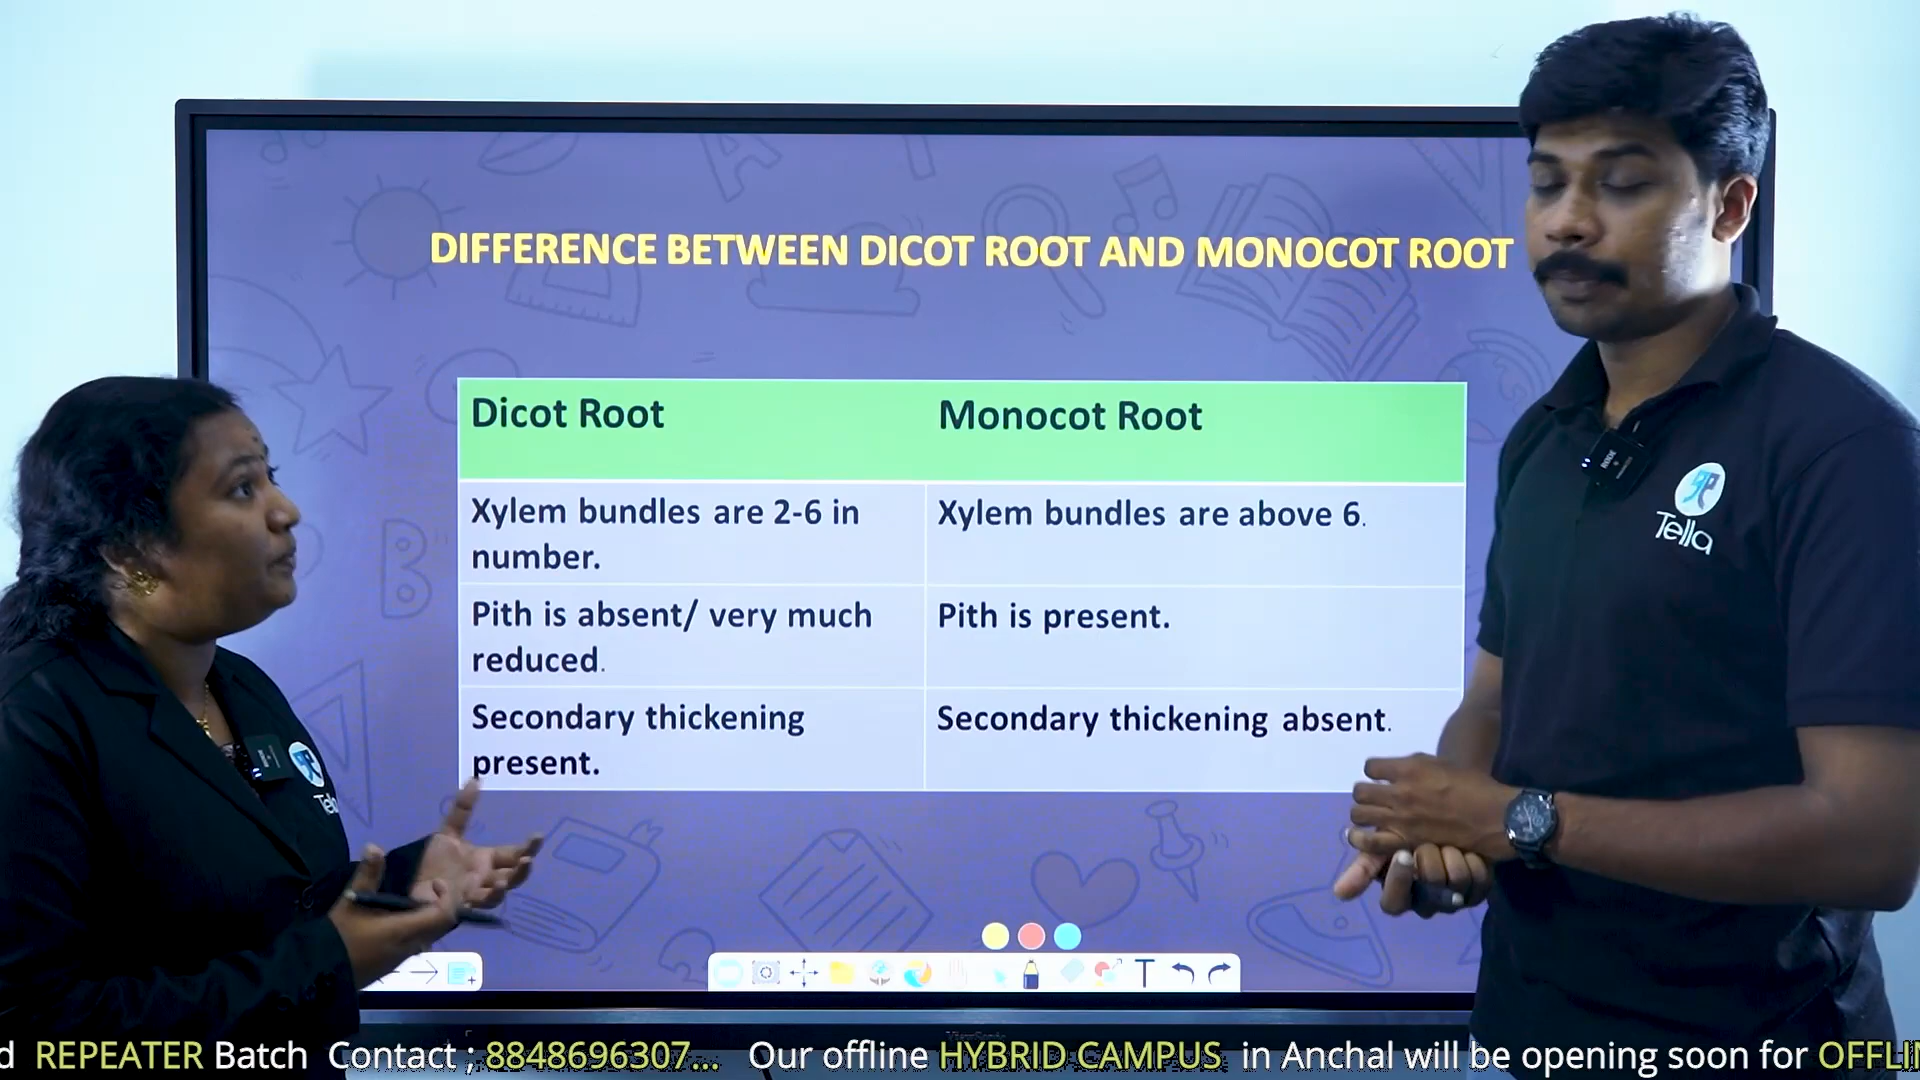 DIFFERENCE BETWEEN DICOT ROOT AND MONOCOT ROOT
Dicot Root
Monocot Root
Xylem bundles are 2-6 in
number.
Xylem bundles are above 6.
Pith is absent/ very much
reduced.
Pith is present.
Secondary thickening
present.
Secondary thickening absent.
Tella
B
A
T
d REPEATER Batch Contact ; 8848696307... Our offline HYBRID CAMPUS in Anchal will be opening soon for